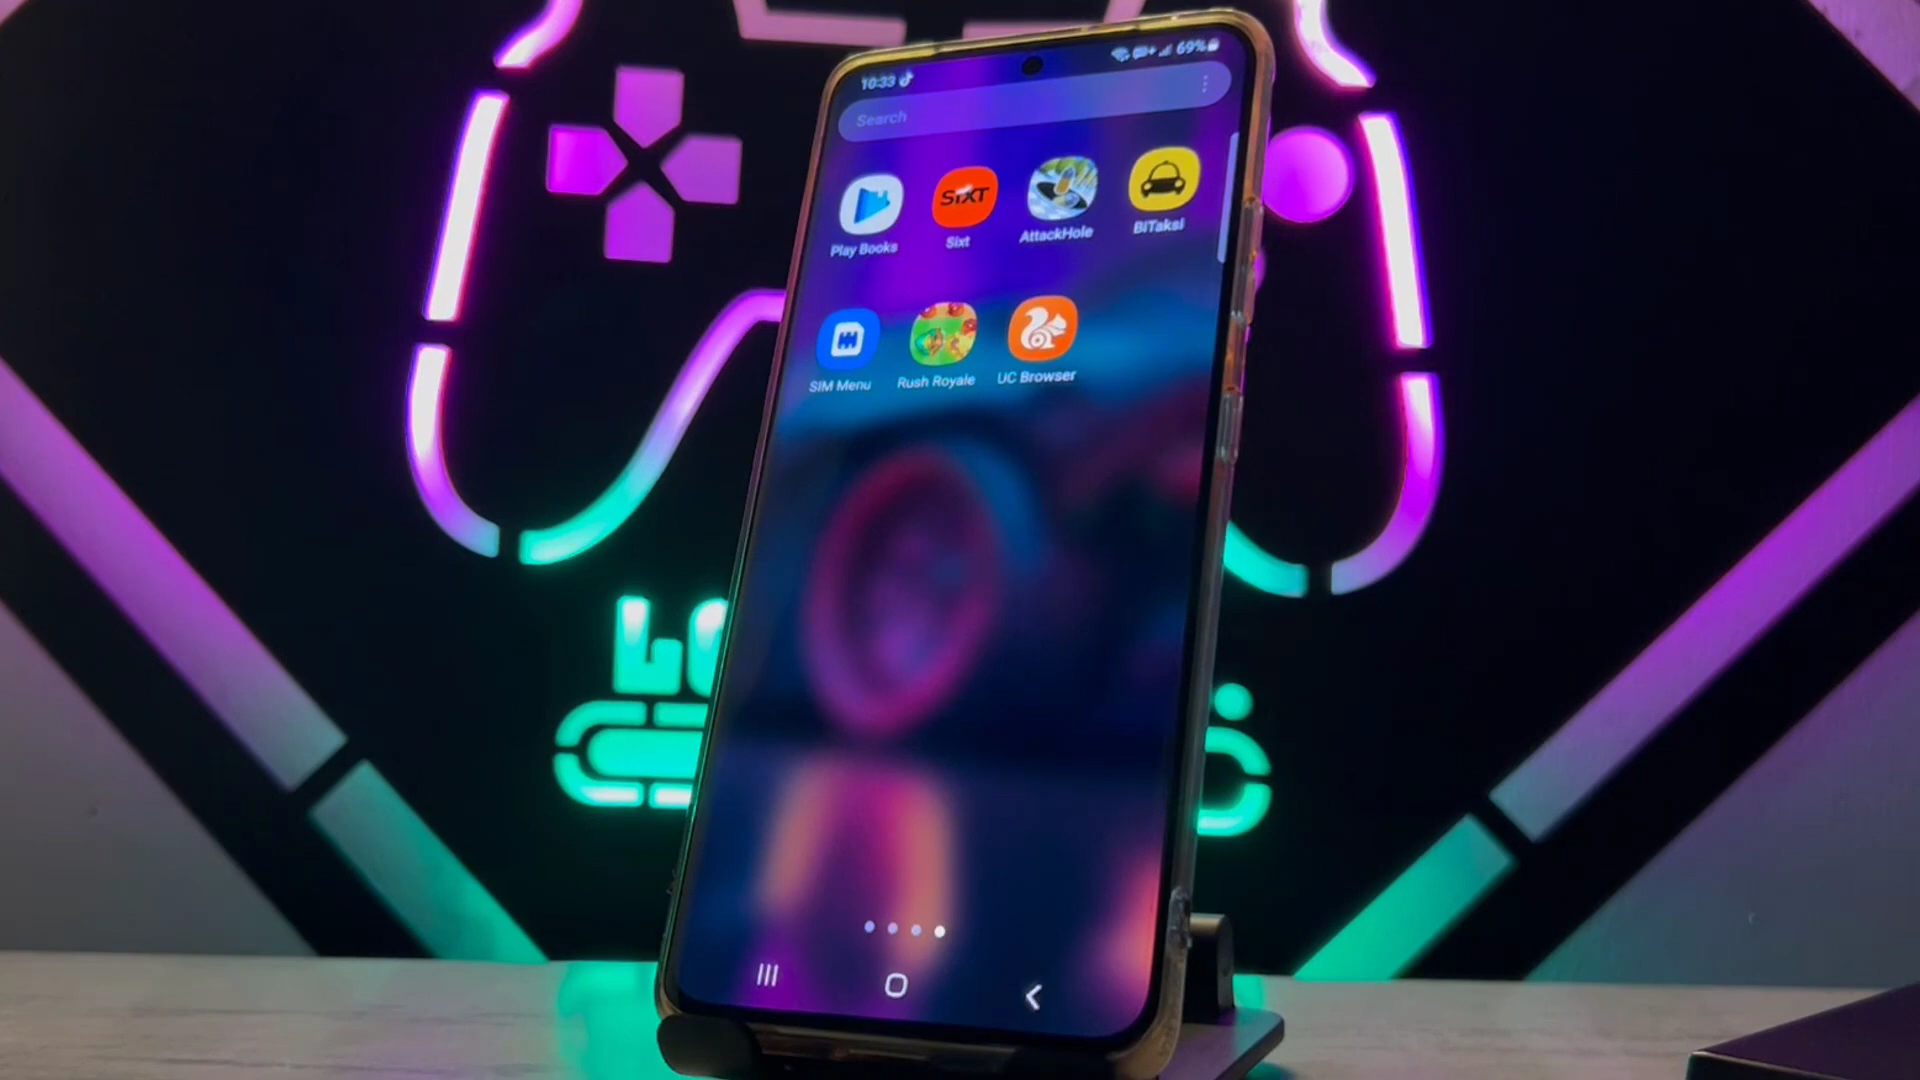 10:33
69%
Search
SiXT
Play Books
Sixt
AttackHole
BiTaksi
SIM Menu
Rush Royale
UC Browser